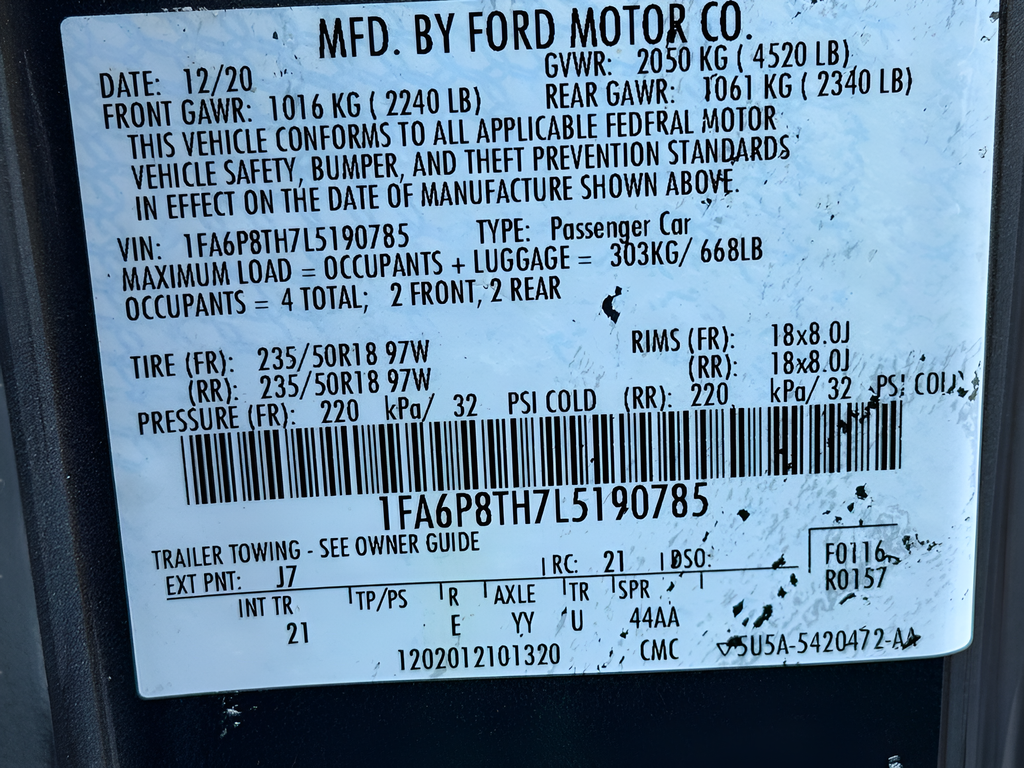 MFD. BY FORD MOTOR CO.
DATE: 12/20 GVWR: 2050 KG ( 4520 LB)
FRONT GAWR: 1016 KG ( 2240 LB) REAR GAWR: 1061 KG ( 2340 LB)
THIS VEHICLE CONFORMS TO ALL APPLICABLE FEDERAL MOTOR
VEHICLE SAFETY, BUMPER, AND THEFT PREVENTION STANDARDS
IN EFFECT ON THE DATE OF MANUFACTURE SHOWN ABOVE.
VIN: 1FA6P8TH7L5190785 TYPE: Passenger Car
MAXIMUM LOAD = OCCUPANTS + LUGGAGE = 303KG/ 668LB
OCCUPANTS = 4 TOTAL; 2 FRONT, 2 REAR
TIRE (FR): 235/50R18 97W RIMS (FR): 18x8.0J
(RR): 235/50R18 97W (RR): 18x8.0J
PRESSURE (FR): 220 kPa/ 32 PSI COLD (RR): 220 kPa/ 32 PSI COLD
1FA6P8TH7L5190785
TRAILER TOWING - SEE OWNER GUIDE
EXT PNT: J7 RC: 21 DSO: F0116
R0157
INT TR TP/PS R AXLE TR SPR
21 E YY U 44AA
1202012101320 CMC 5U5A-5420472-AA